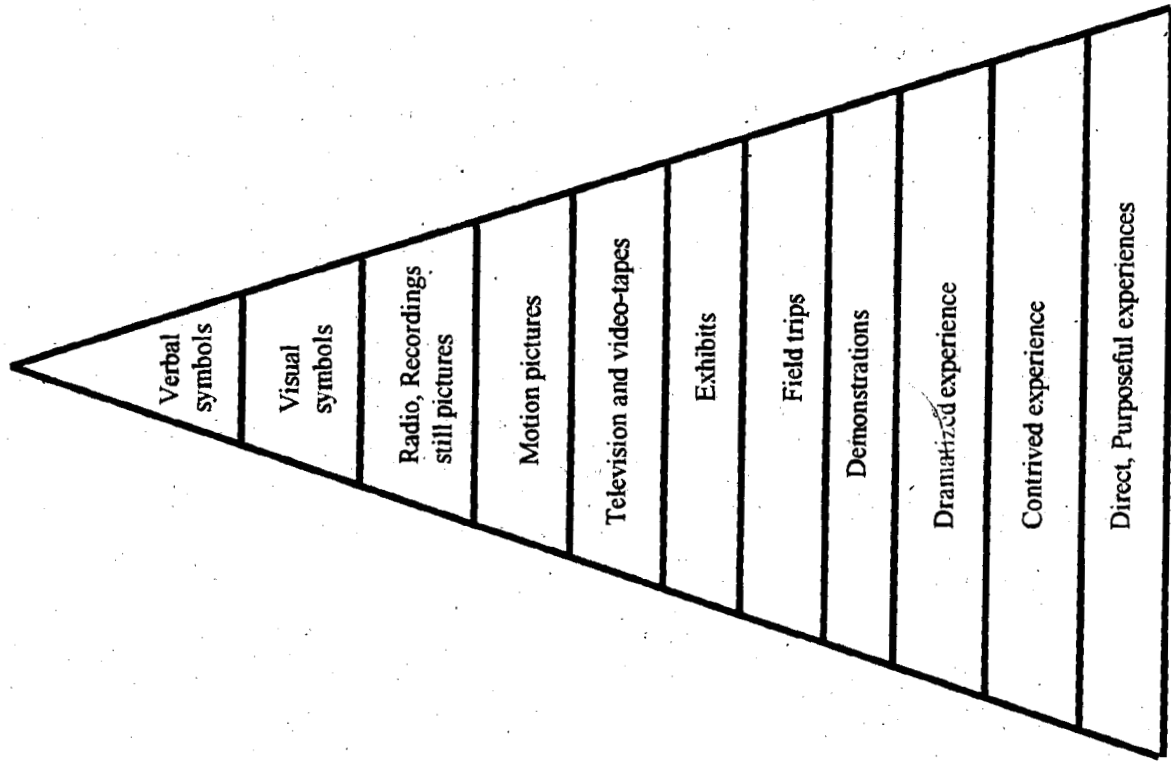 Verbal
symbols
Visual
symbols
Radio, Recordings
still pictures
Motion pictures
Television and video-tapes
Exhibits
Field trips
Demonstrations
Dramatized experience
Contrived experience
Direct, Purposeful experiences